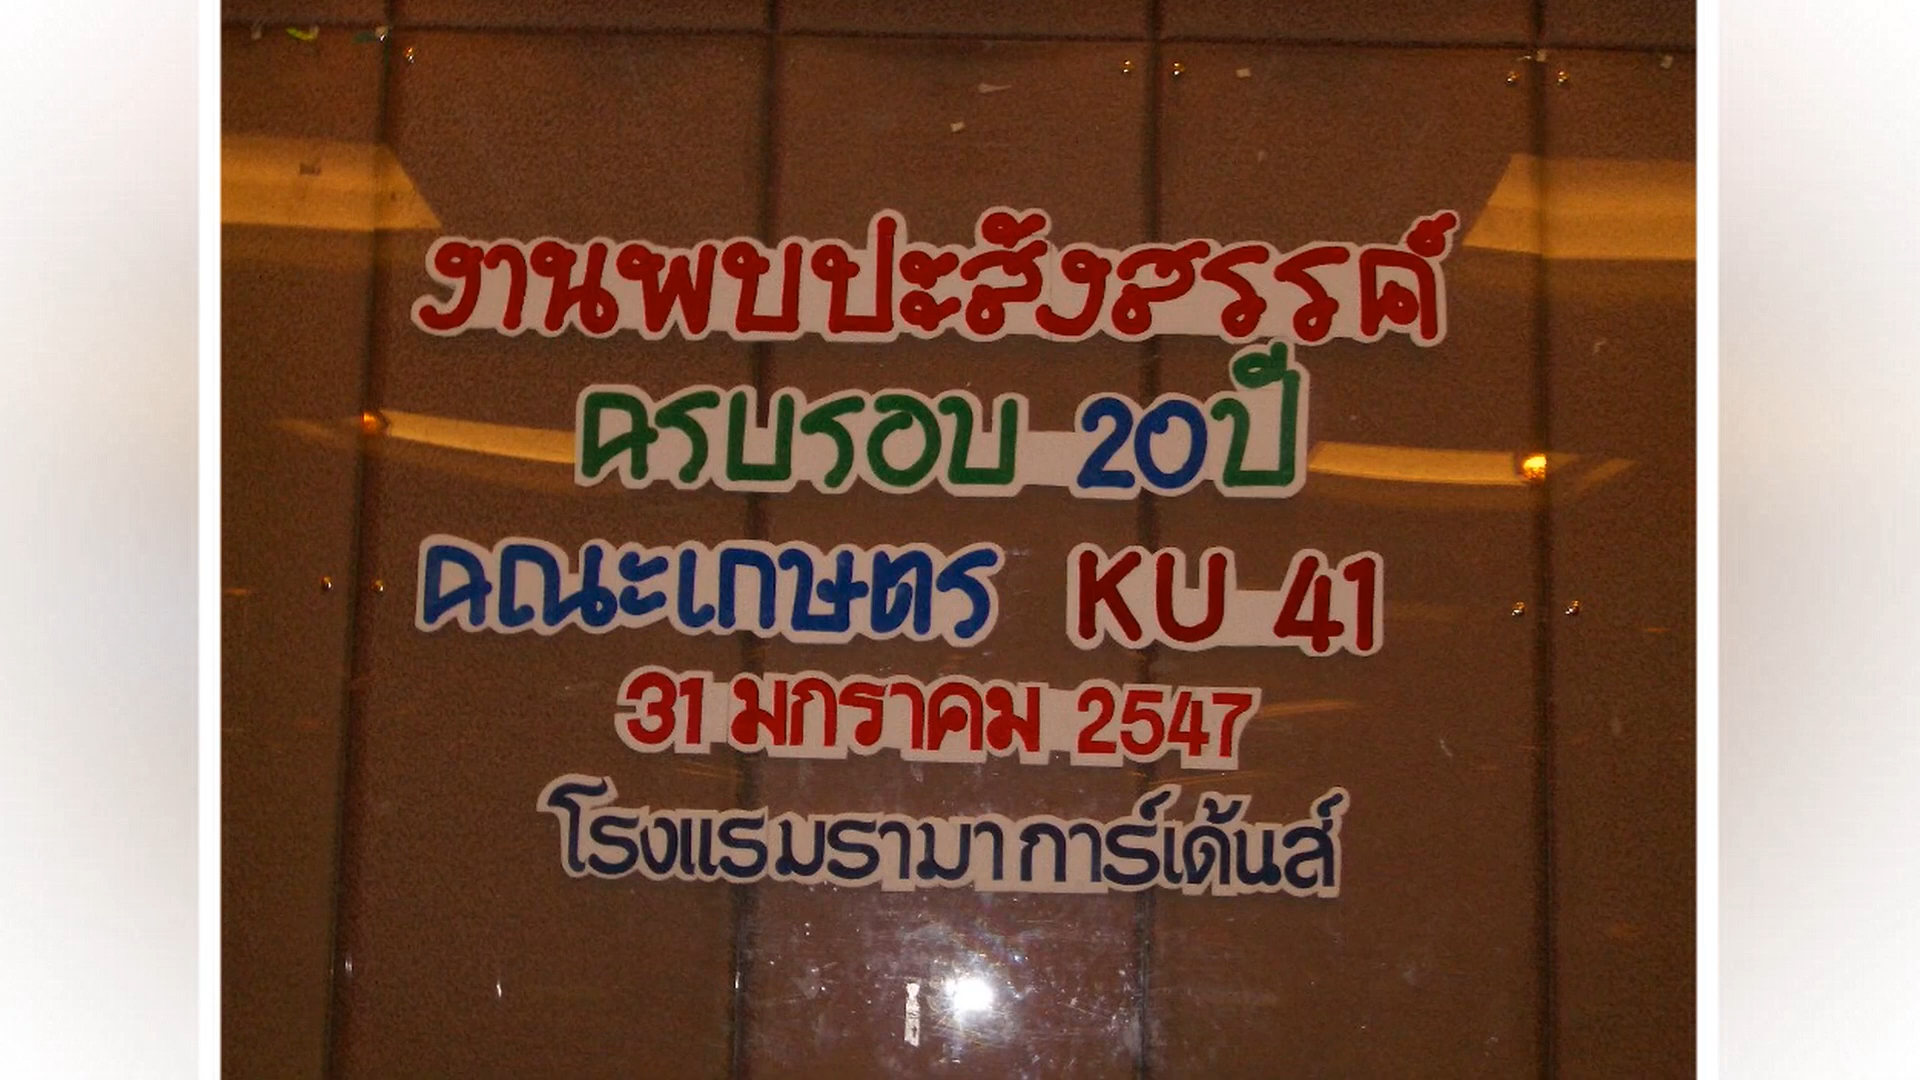 งานพบปะสังสรรค์
ครบรอบ 20 ปี
คณะเกษตร KU 41
31 มกราคม 2547
โรงแรมรามาการ์เด้นส์